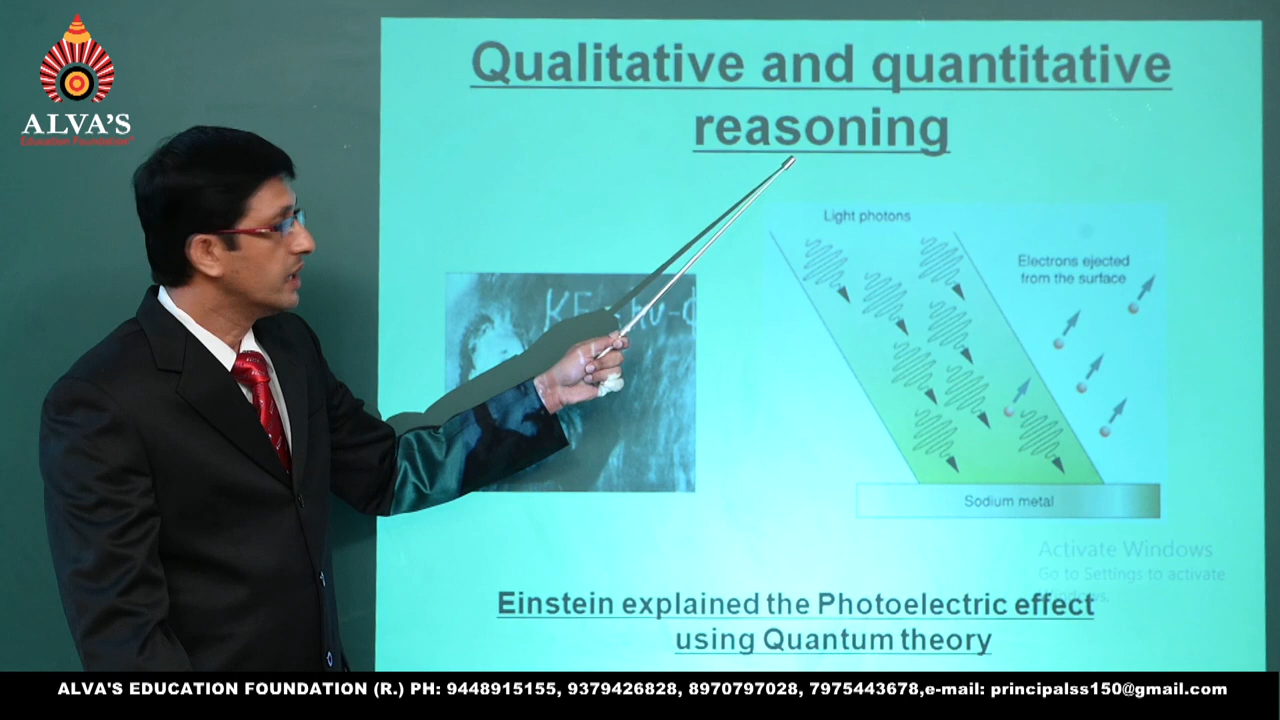 ALVA'S
EDUCATION FOUNDATION
Qualitative and quantitative
reasoning
Light photons
Electrons ejected
from the surface
Sodium metal
Activate Windows
Go to Settings to activate
Einstein explained the Photoelectric effect
using Quantum theory
ALVA'S EDUCATION FOUNDATION (R.) PH: 9448915155, 9379426828, 8970797028, 7975443678,e-mail: principalss150@gmail.com